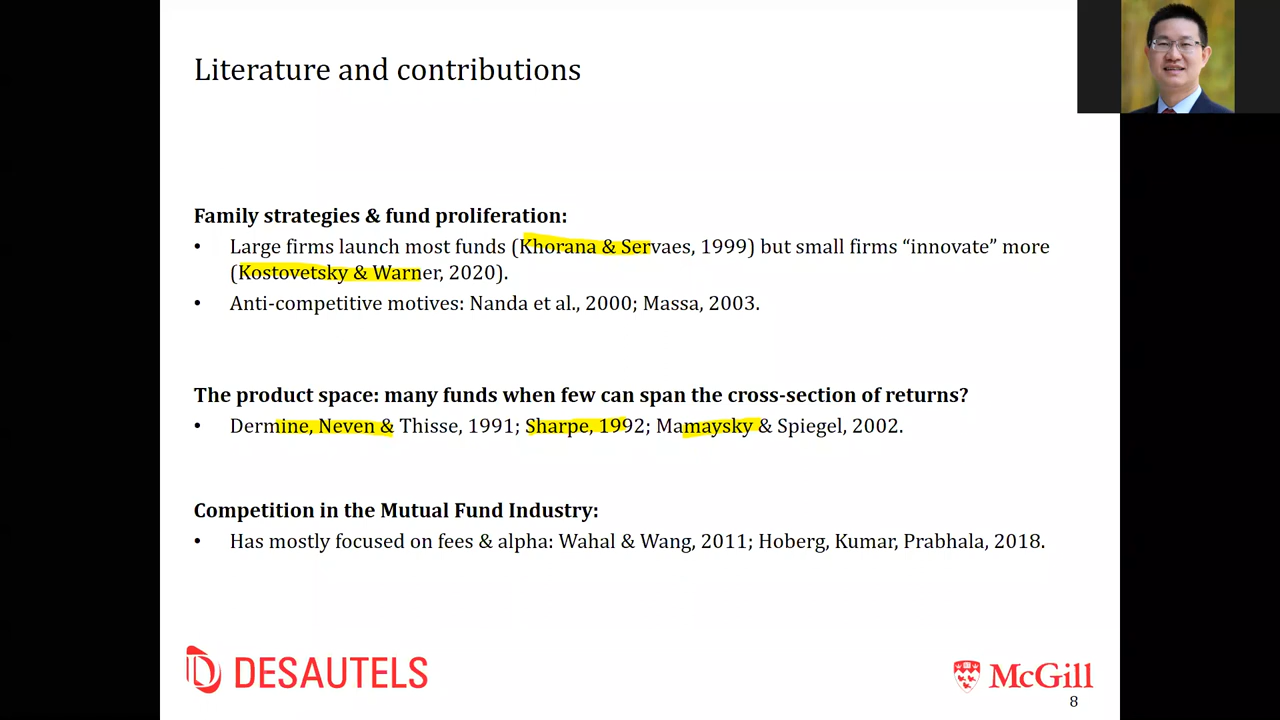 Literature and contributions
Family strategies & fund proliferation:
• Large firms launch most funds (Khorana & Servaes, 1999) but small firms “innovate” more
(Kostovetsky & Warner, 2020).
• Anti-competitive motives: Nanda et al., 2000; Massa, 2003.
The product space: many funds when few can span the cross-section of returns?
• Dermine, Neven & Thisse, 1991; Sharpe, 1992; Mamaysky & Spiegel, 2002.
Competition in the Mutual Fund Industry:
• Has mostly focused on fees & alpha: Wahal & Wang, 2011; Hoberg, Kumar, Prabhala, 2018.
DESAUTELS
McGill
8